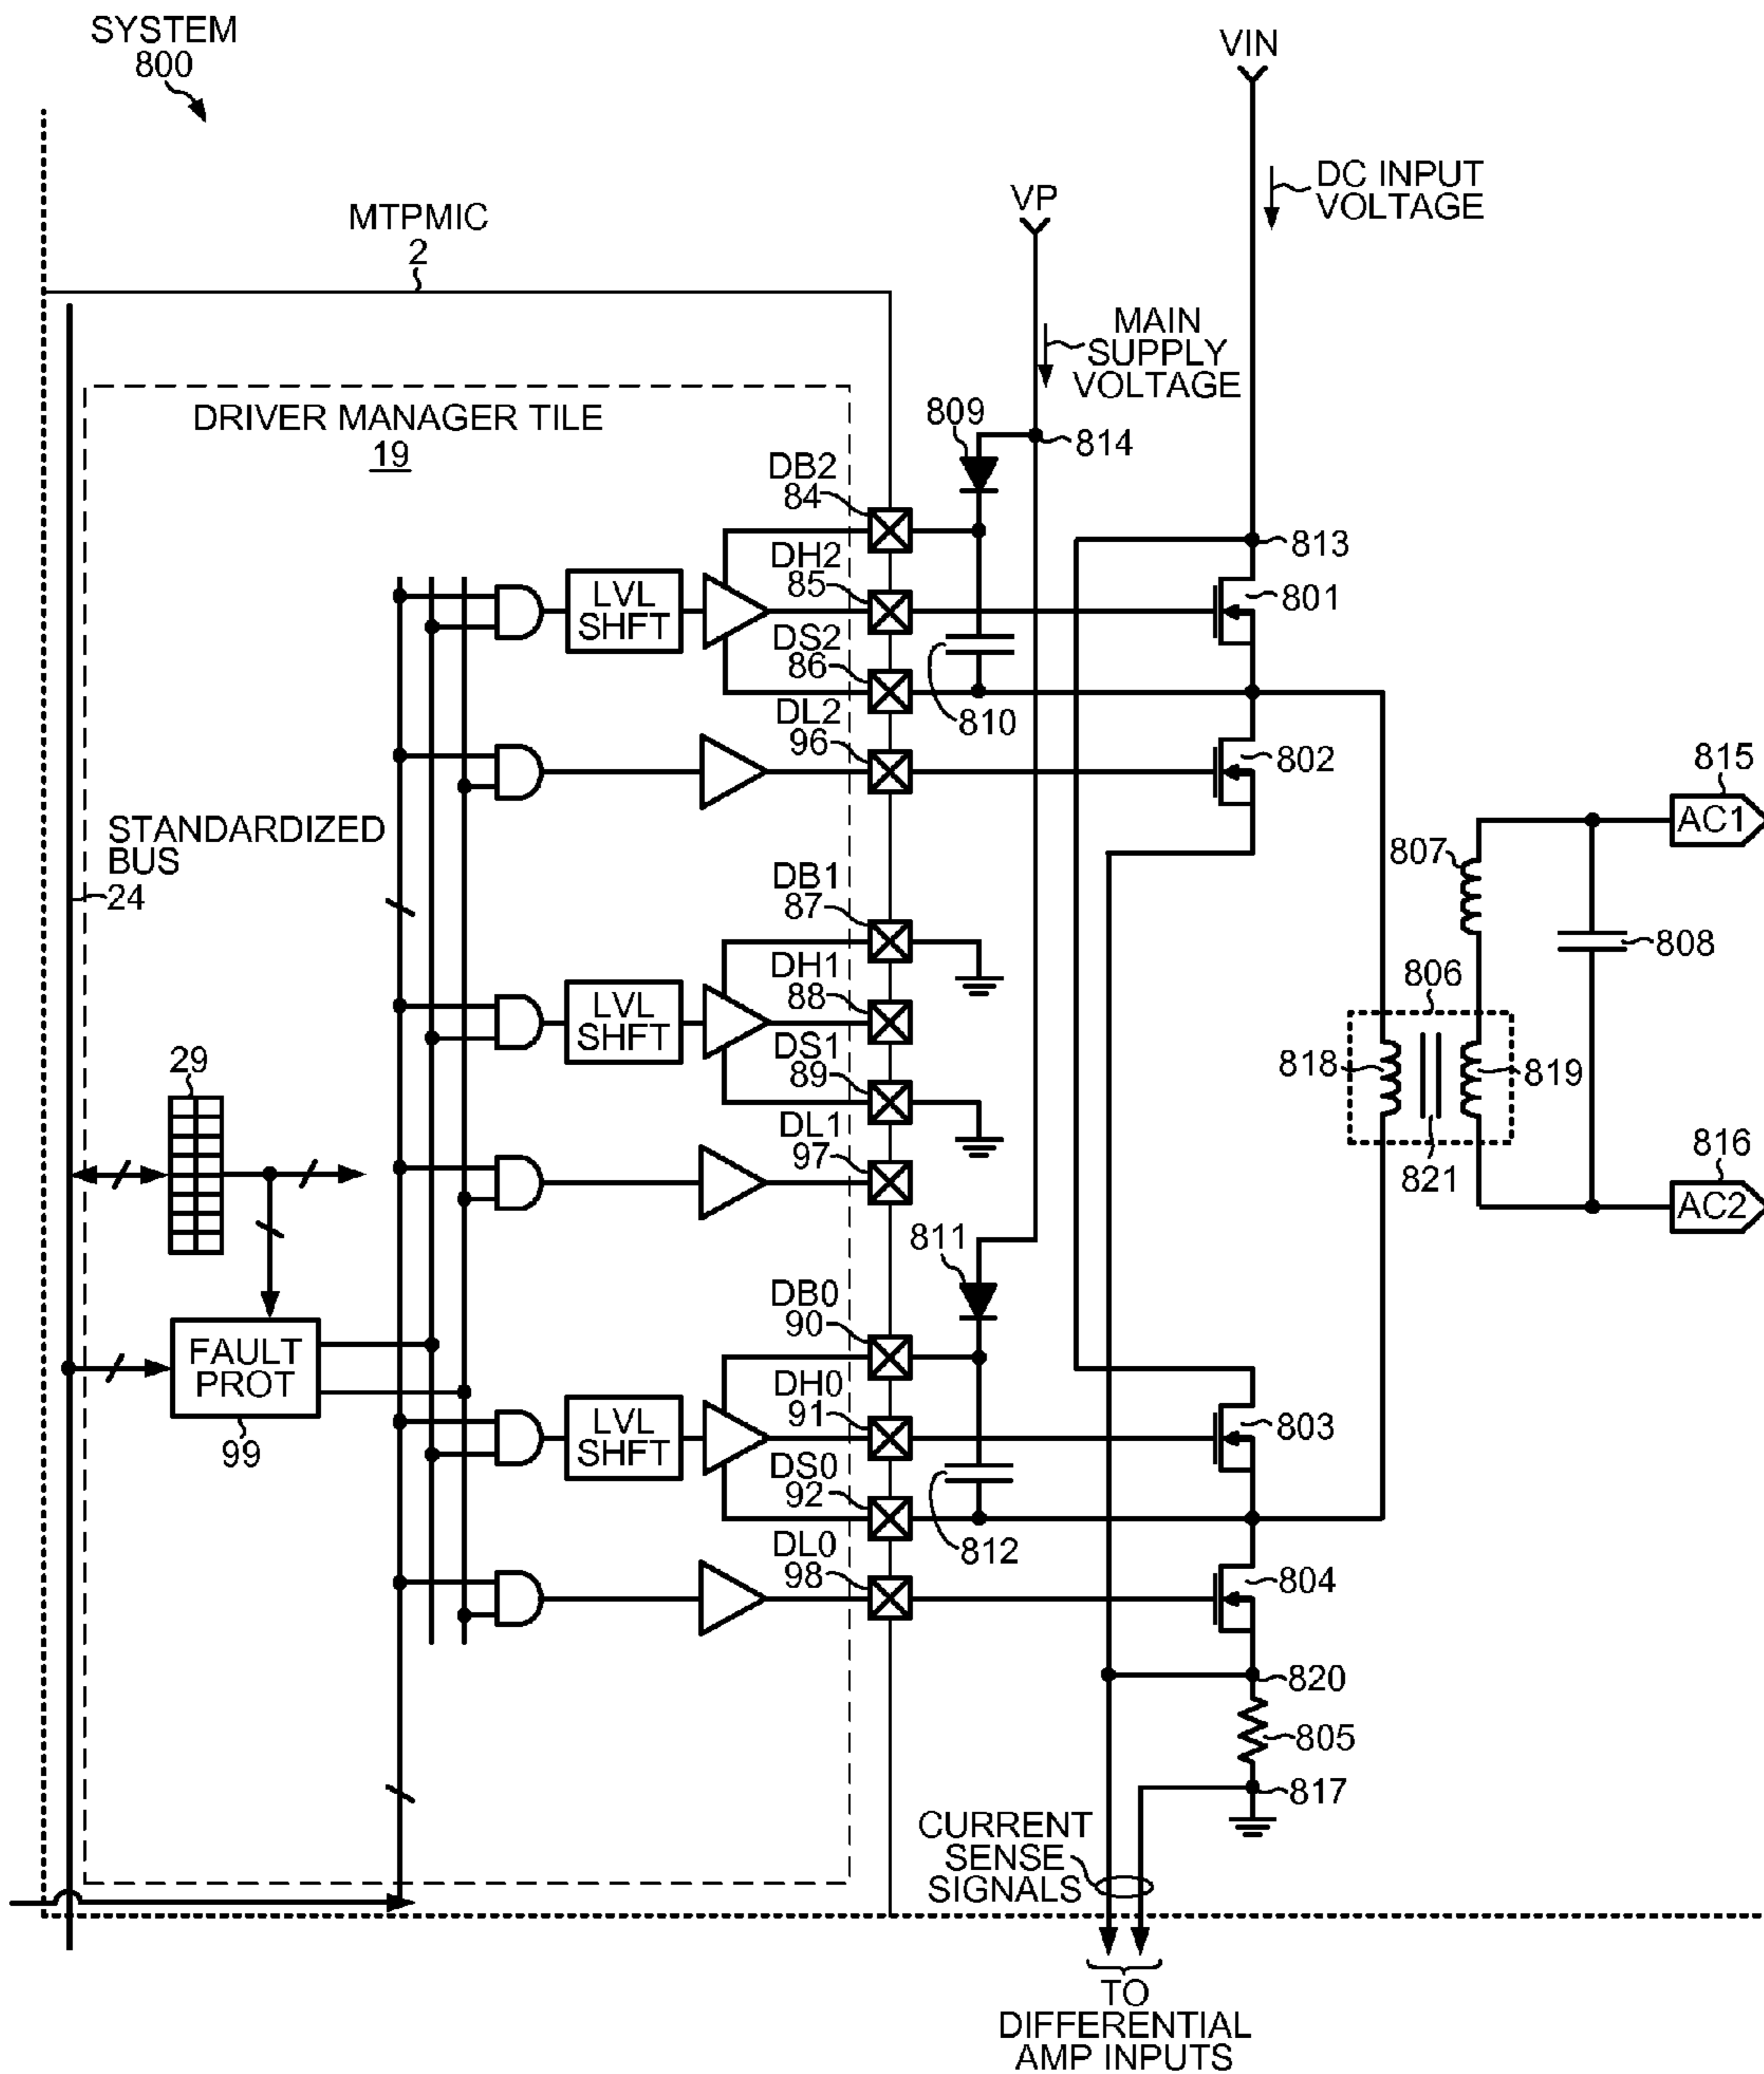 SYSTEM
800
VIN
DC INPUT
VOLTAGE
VP
MTPMIC
2
MAIN
SUPPLY
VOLTAGE
DRIVER MANAGER TILE
19
809
814
DB2
84
813
DH2
85
LVL
SHFT
801
DS2
86
810
DL2
96
802
815
AC1
STANDARDIZED
BUS
24
807
DB1
87
808
DH1
88
806
LVL
SHFT
DS1
89
818
819
29
DL1
97
821
816
AC2
811
DB0
90
FAULT
PROT
99
DH0
91
LVL
SHFT
803
DS0
92
812
DL0
98
804
820
805
817
CURRENT
SENSE
SIGNALS
TO
DIFFERENTIAL
AMP INPUTS